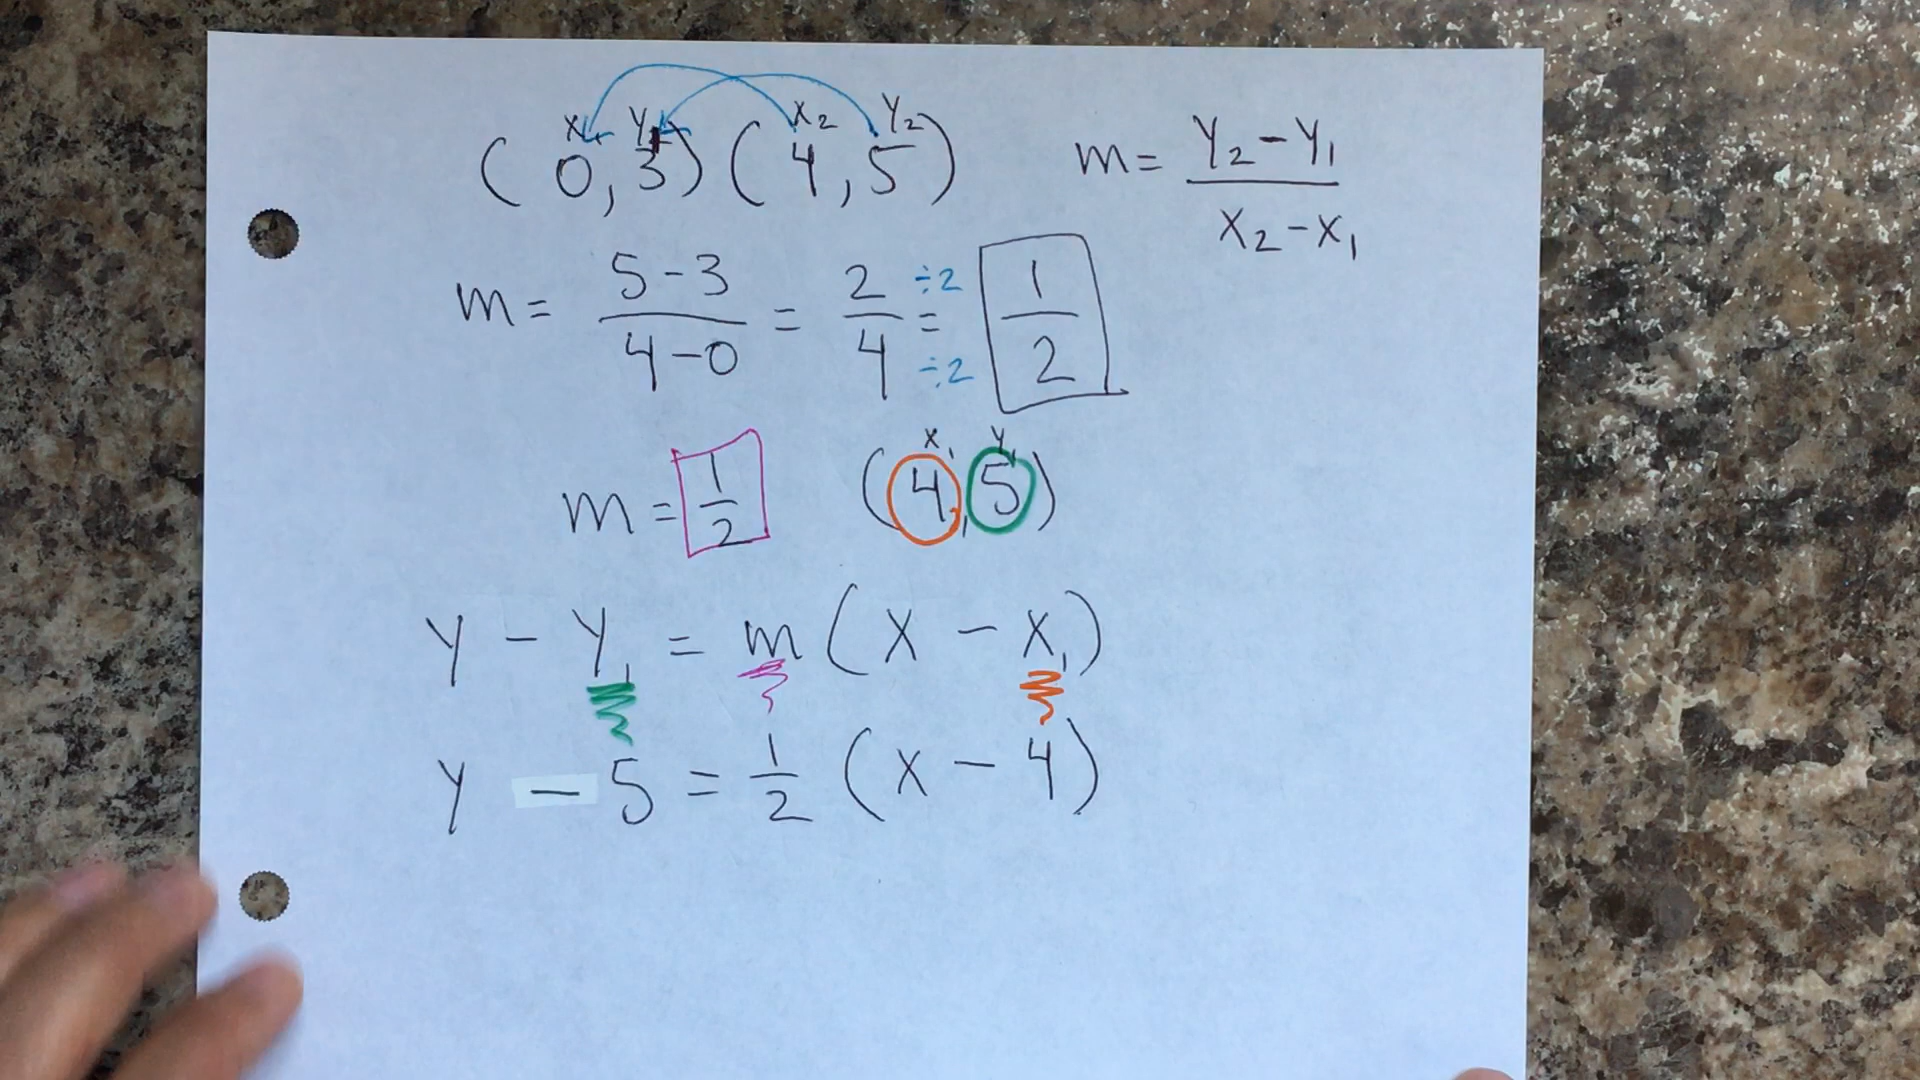 x₁ y₁ x₂ y₂
(0,3) (4,5)
m = (y₂-y₁)/(x₂-x₁)
m = (5-3)/(4-0) = 2/4 ÷2/÷2 = 1/2
x₁ y₁
m = 1/2 (4,5)
y - y₁ = m(x - x₁)
y - 5 = 1/2 (x - 4)